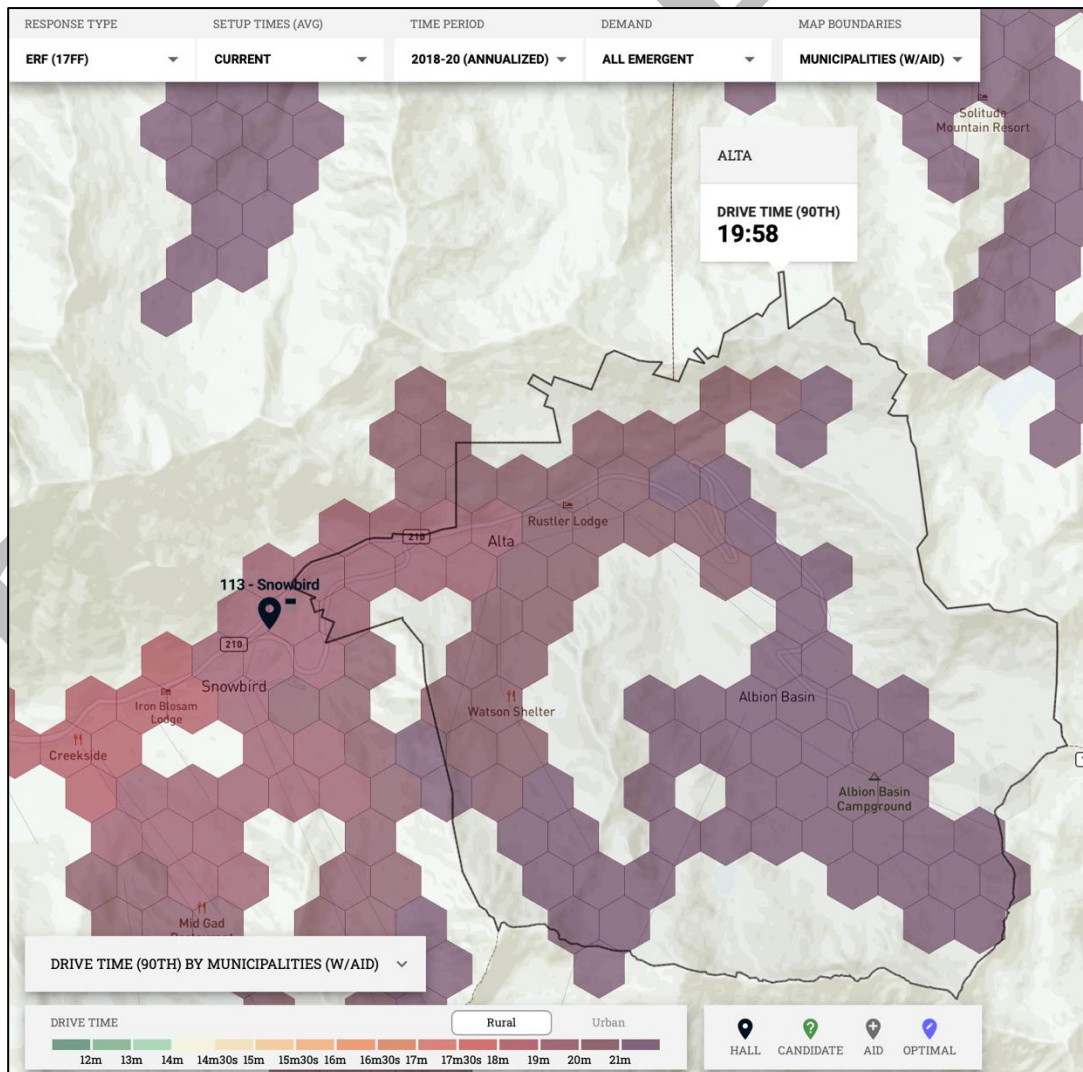 RESPONSE TYPE SETUP TIMES (AVG) TIME PERIOD DEMAND MAP BOUNDARIES
ERF (17FF) CURRENT 2018-20 (ANNUALIZED) ALL EMERGENT MUNICIPALITIES (W/AID)
Solitude
Mountain Resort
ALTA
DRIVE TIME (90TH)
19:58
Rustler Lodge
210
Alta
113 - Snowbird
210
Snowbird
Iron Blosam
Lodge
Watson Shelter
Albion Basin
Creekside
Albion Basin
Campground
Mid Gad
DRIVE TIME (90TH) BY MUNICIPALITIES (W/AID)
DRIVE TIME Rural Urban
12m 13m 14m 14m30s 15m 15m30s 16m 16m30s 17m 17m30s 18m 19m 20m 21m
HALL CANDIDATE AID OPTIMAL